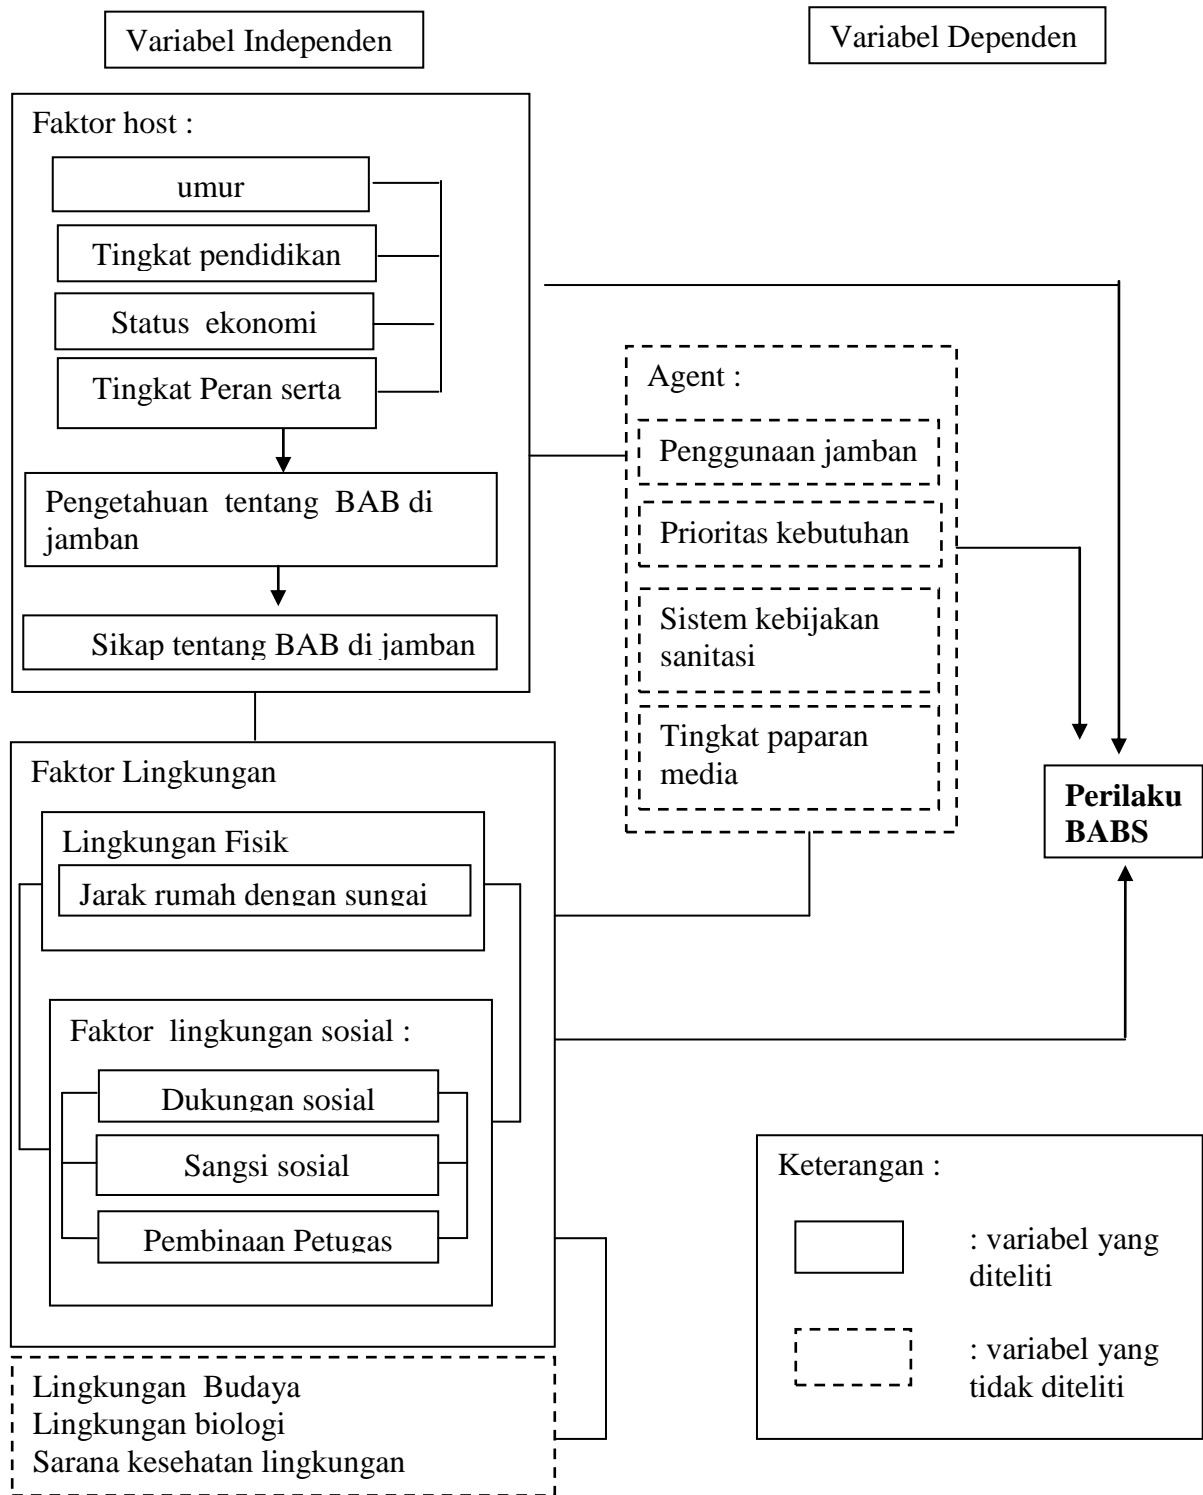 Variabel Independen
Variabel Dependen
Faktor host :
umur
Tingkat pendidikan
Status ekonomi
Tingkat Peran serta
Pengetahuan tentang BAB di
jamban
Sikap tentang BAB di jamban
Agent :
Penggunaan jamban
Prioritas kebutuhan
Sistem kebijakan
sanitasi
Tingkat paparan
media
Perilaku
BABS
Faktor Lingkungan
Lingkungan Fisik
Jarak rumah dengan sungai
Faktor lingkungan sosial :
Dukungan sosial
Sangsi sosial
Pembinaan Petugas
Lingkungan Budaya
Lingkungan biologi
Sarana kesehatan lingkungan
Keterangan :
: variabel yang
diteliti
: variabel yang
tidak diteliti